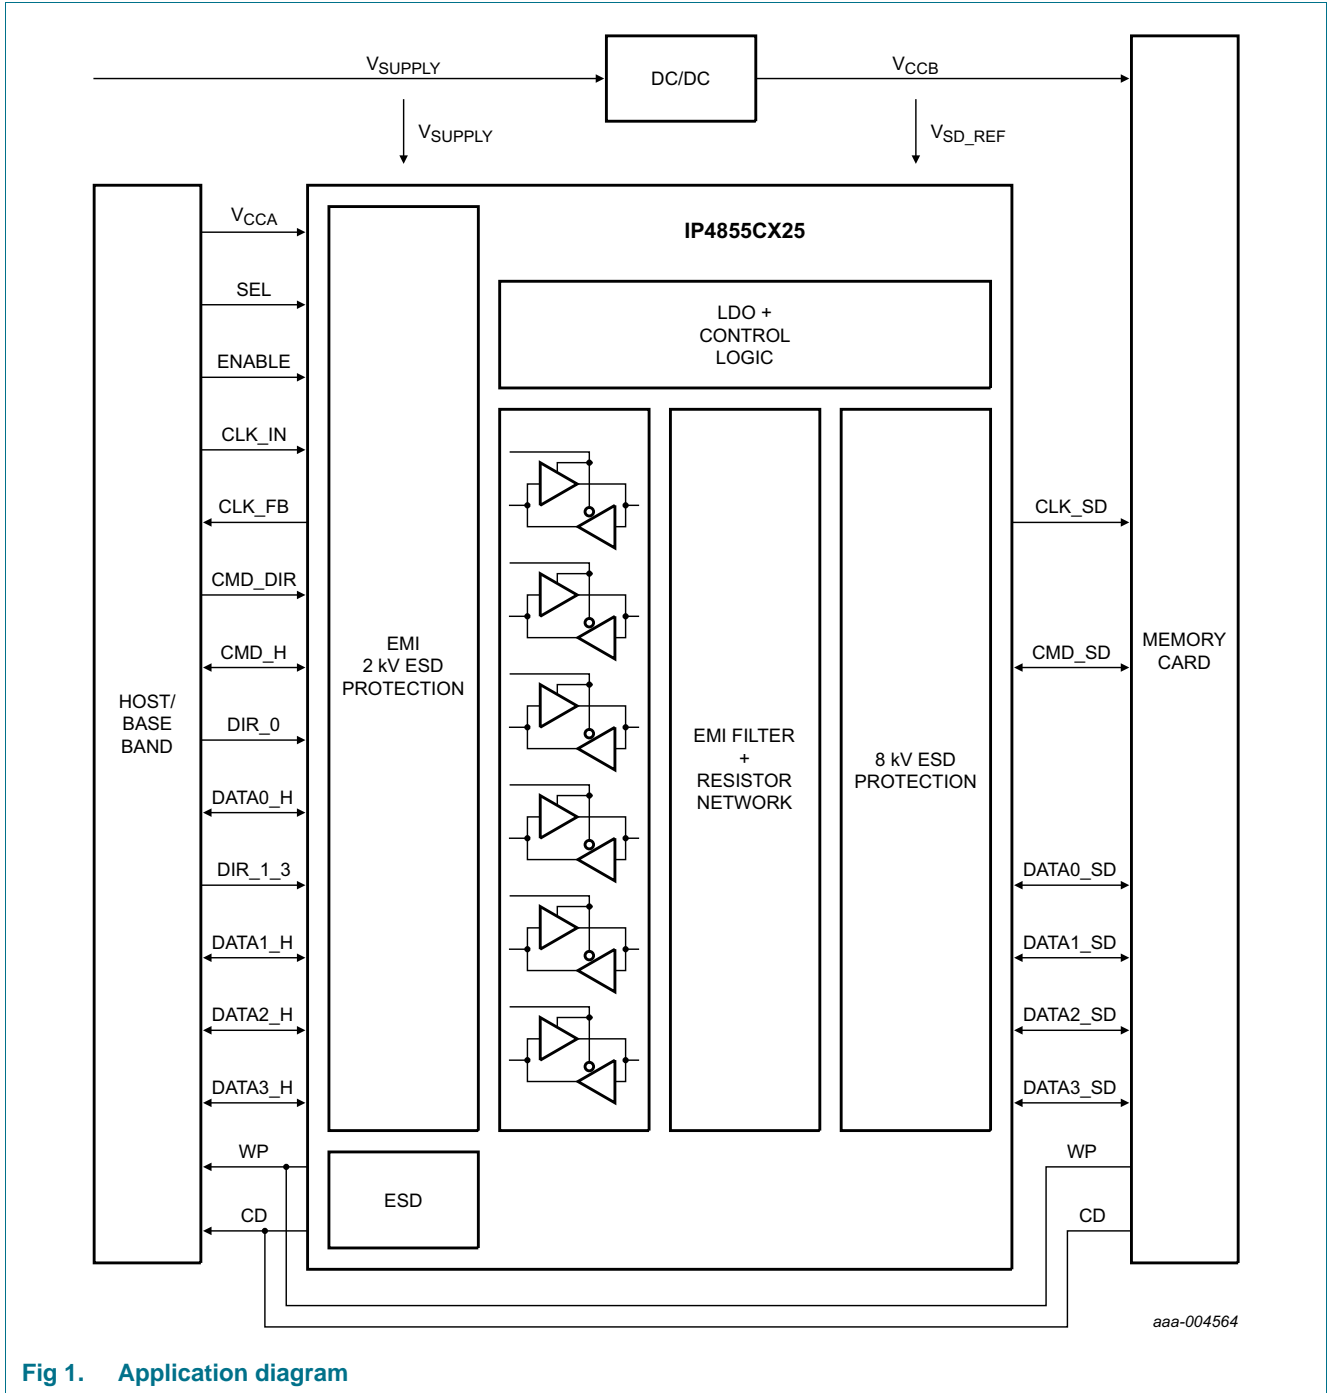 VSUPPLY
DC/DC
VCCB
VSUPPLY
VSD_REF
VCCA
SEL
ENABLE
CLK_IN
CLK_FB
CMD_DIR
CMD_H
DIR_0
DATA0_H
DIR_1_3
DATA1_H
DATA2_H
DATA3_H
WP
CD
HOST/
BASE
BAND
IP4855CX25
LDO +
CONTROL
LOGIC
EMI
2 kV ESD
PROTECTION
EMI FILTER
+
RESISTOR
NETWORK
8 kV ESD
PROTECTION
ESD
CLK_SD
CMD_SD
DATA0_SD
DATA1_SD
DATA2_SD
DATA3_SD
WP
CD
MEMORY
CARD
aaa-004564
Fig 1. Application diagram